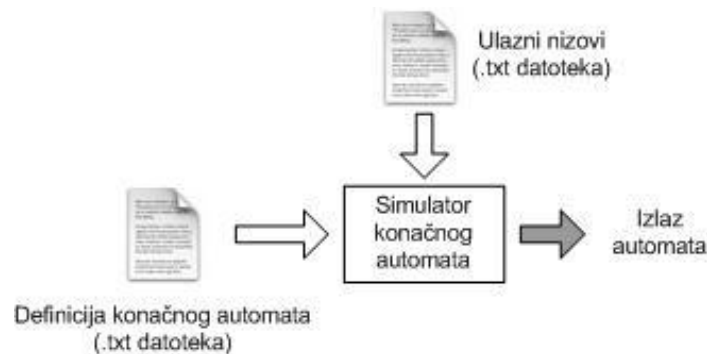 Ulazni nizovi
(.txt datoteka)
Simulator
konačnog
automata
Izlaz
automata
Definicija konačnog automata
(.txt datoteka)